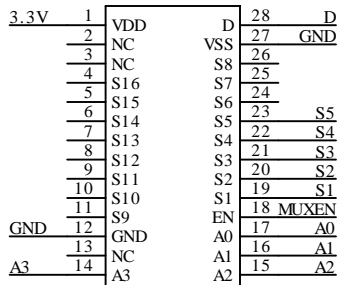 3.3V 1 VDD D 28 D
2 NC VSS 27 GND
3 NC S8 26
4 S16 S7 25
5 S15 S6 24
6 S14 S5 23 S5
7 S13 S4 22 S4
8 S12 S3 21 S3
9 S11 S2 20 S2
10 S10 S1 19 S1
11 S9 EN 18 MUXEN
GND 12 GND A0 17 A0
13 NC A1 16 A1
A3 14 A3 A2 15 A2